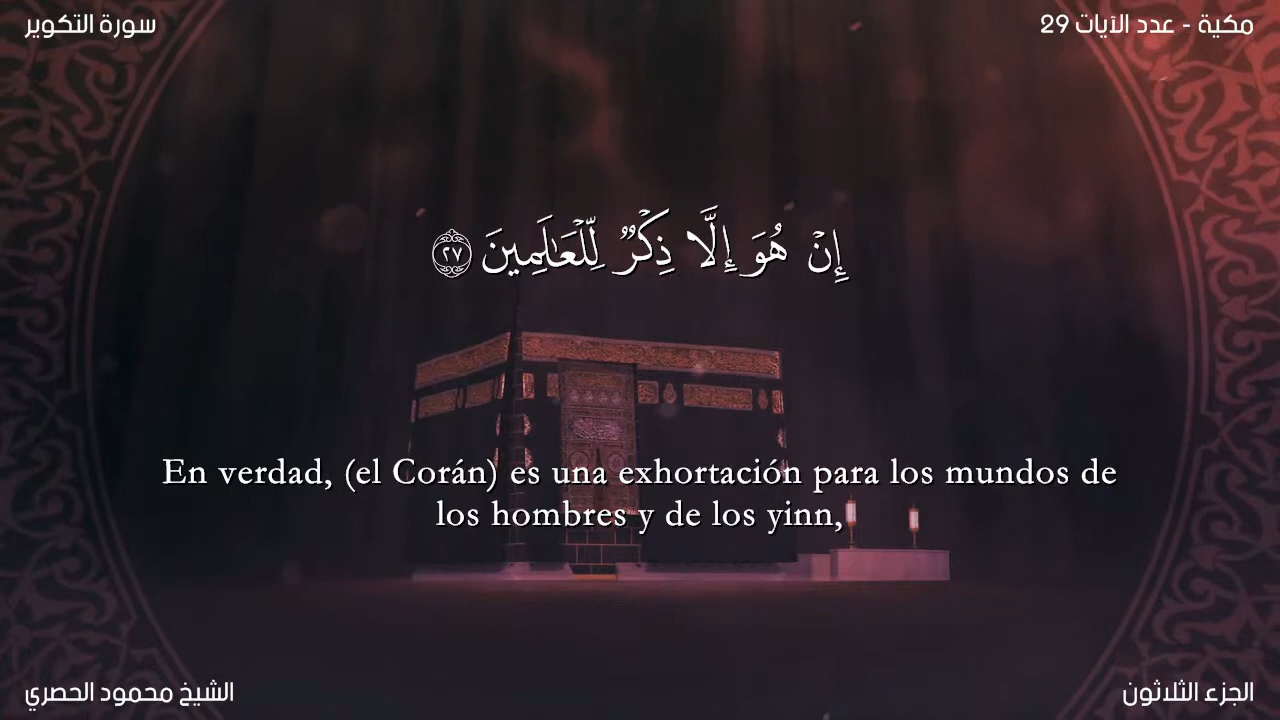 سورة التكوير
مكية - عدد الآيات 29
إِنْ هُوَ إِلَّا ذِكْرٌ لِّلْعَٰلَمِينَ ٢٧
En verdad, (el Corán) es una exhortación para los mundos de
los hombres y de los yinn,
الشيخ محمود الحصري
الجزء الثلاثون